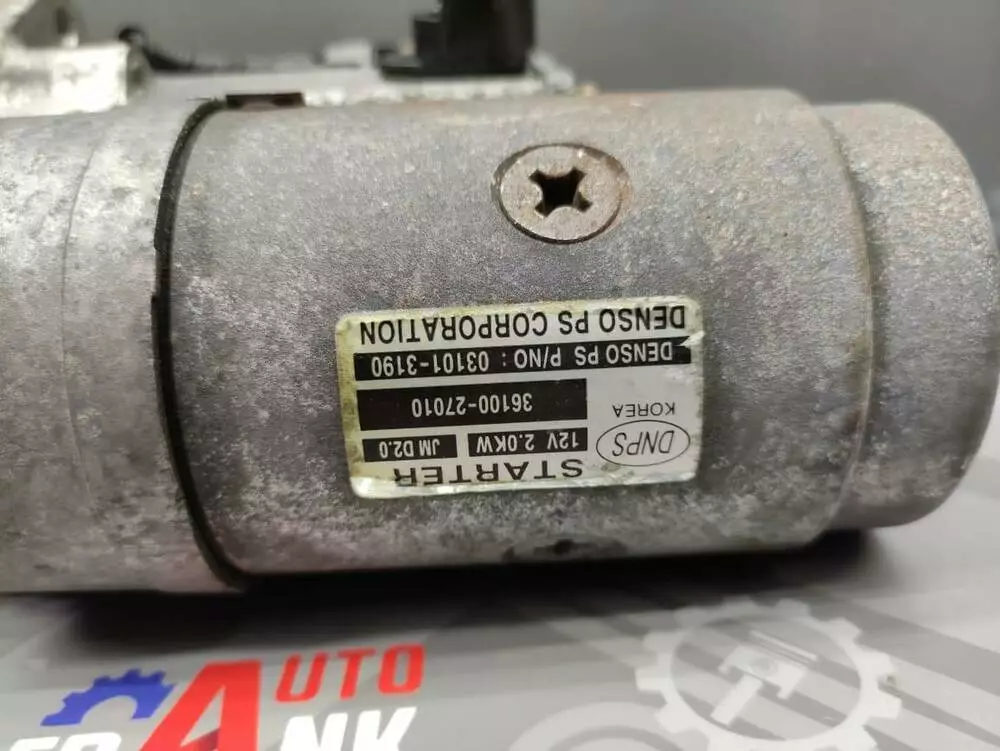 STARTER
DNPS
KOREA
12V 2.0KW
JM D2.0
36100-27010
DENSO PS P/NO : 03101-3190
DENSO PS CORPORATION
AUTO